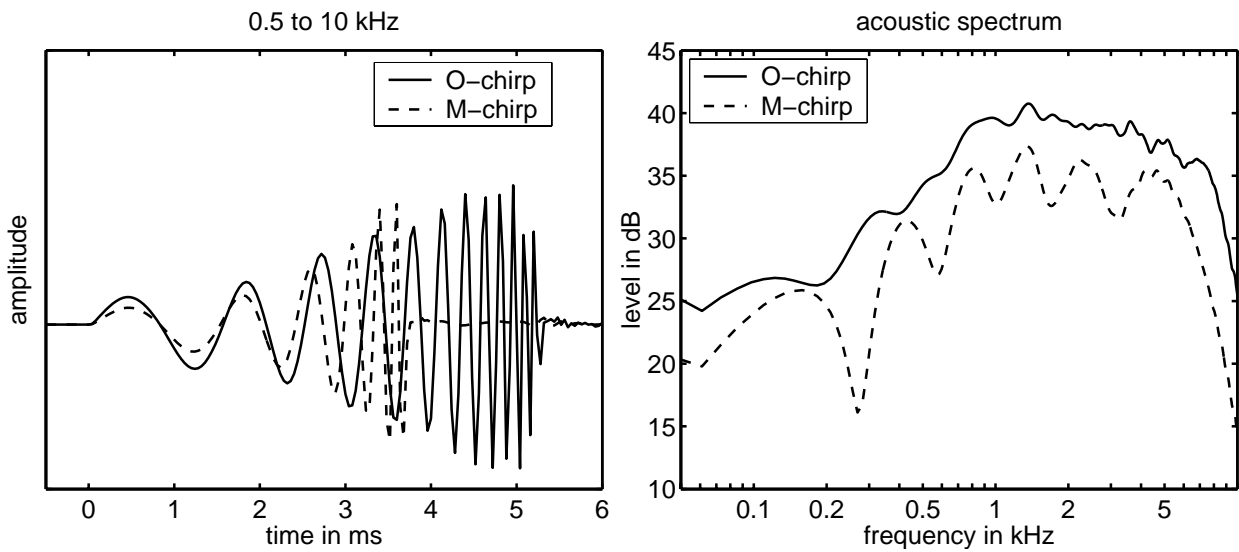 0.5 to 10 kHz
O−chirp
M−chirp
amplitude
0 1 2 3 4 5 6
time in ms
acoustic spectrum
45
40
35
30
25
20
15
10
O−chirp
M−chirp
level in dB
0.1 0.2 0.5 1 2 5
frequency in kHz